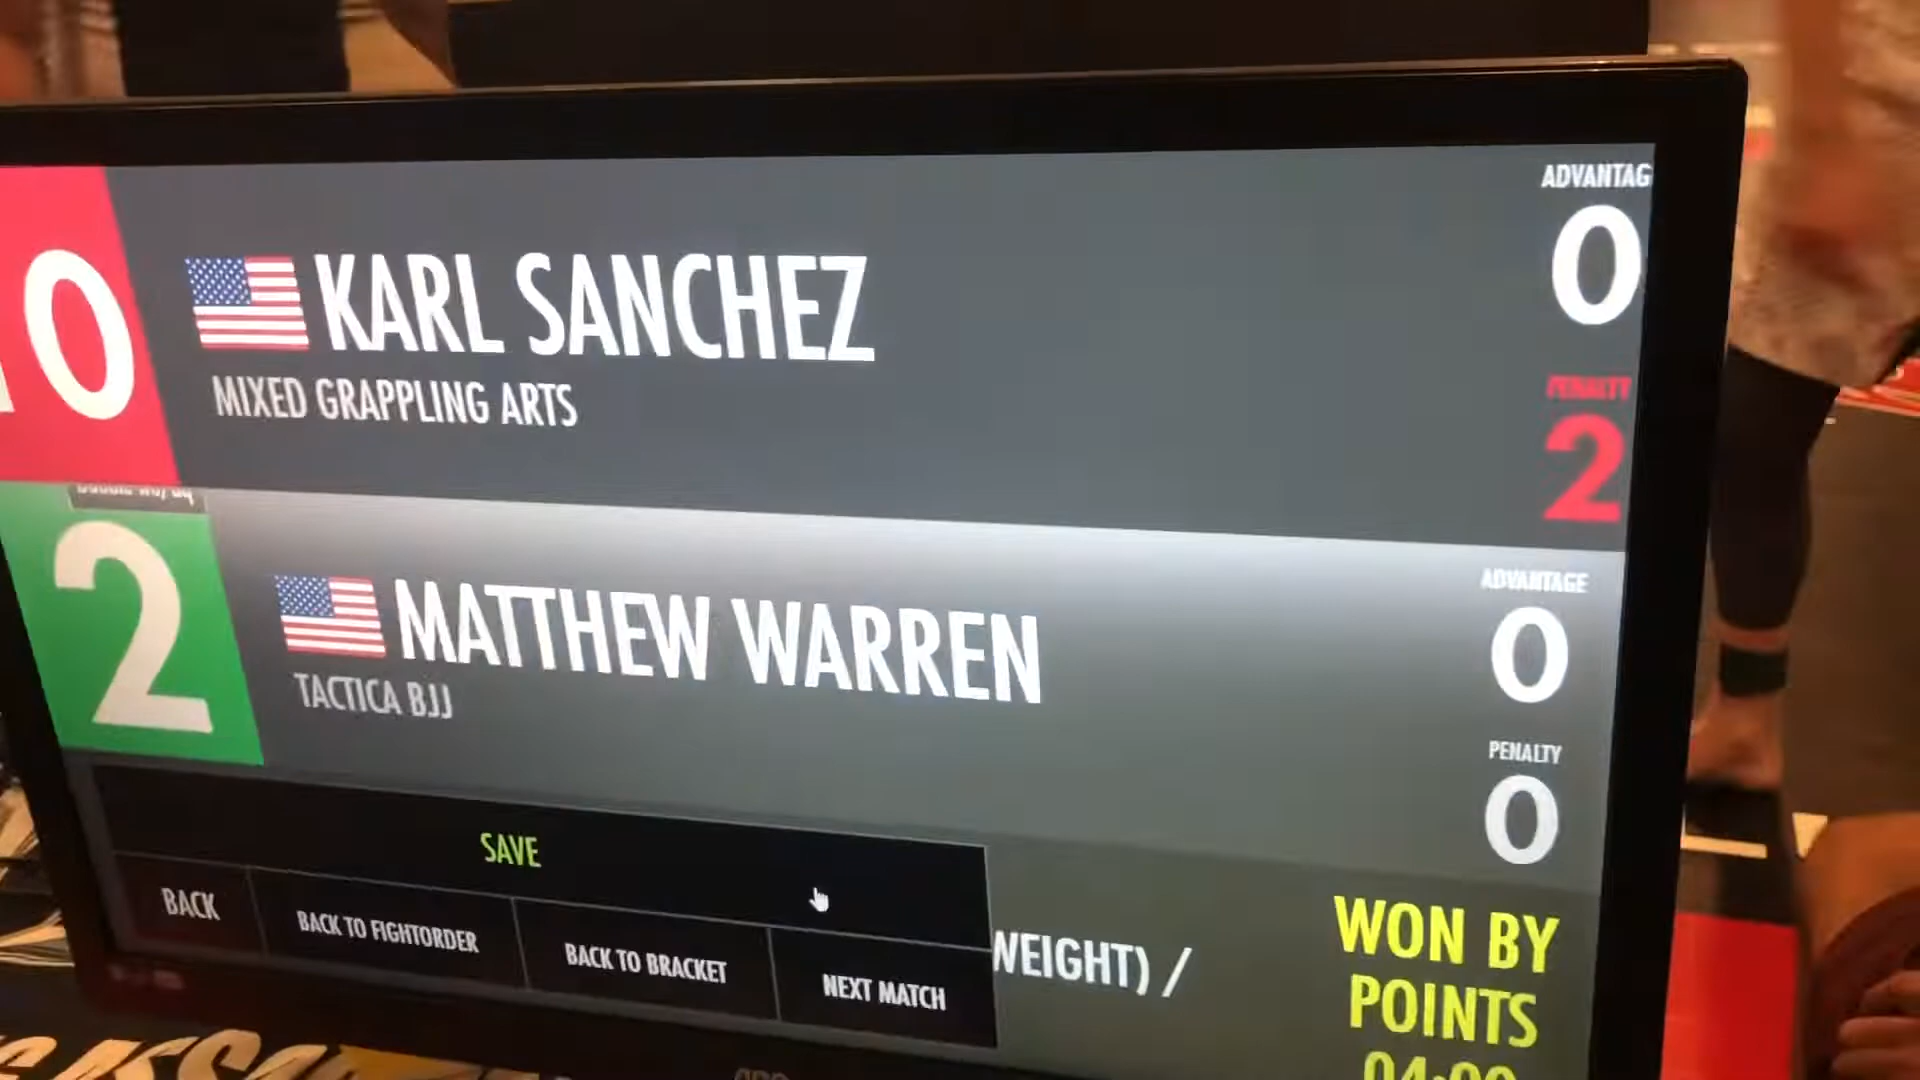 ADVANTAG
0
0
KARL SANCHEZ
MIXED GRAPPLING ARTS
PENALTY
2
2
MATTHEW WARREN
TACTICA BJJ
ADVANTAGE
0
PENALTY
0
SAVE
BACK
BACK TO FIGHTORDER
BACK TO BRACKET
NEXT MATCH
WEIGHT) /
WON BY
POINTS